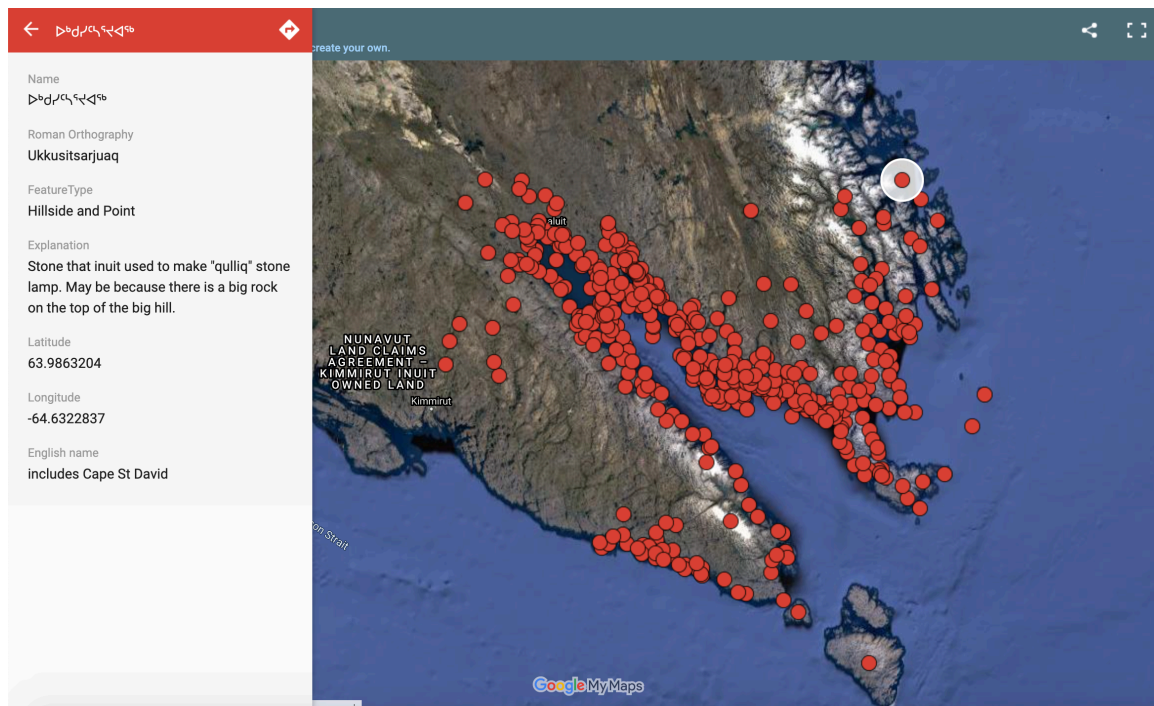 ᐅᒃᑯᓯᑦᓴᕐᔪᐊᖅ
create your own.
Name
ᐅᒃᑯᓯᑦᓴᕐᔪᐊᖅ
Roman Orthography
Ukkusitsarjuaq
FeatureType
Hillside and Point
Explanation
Stone that inuit used to make "qulliq" stone
lamp. May be because there is a big rock
on the top of the big hill.
Latitude
63.9863204
Longitude
-64.6322837
English name
includes Cape St David
aluit
NUNAVUT
LAND CLAIMS
AGREEMENT –
KIMMIRUT INUIT
OWNED LAND
Kimmirut
on Strait
Google My Maps